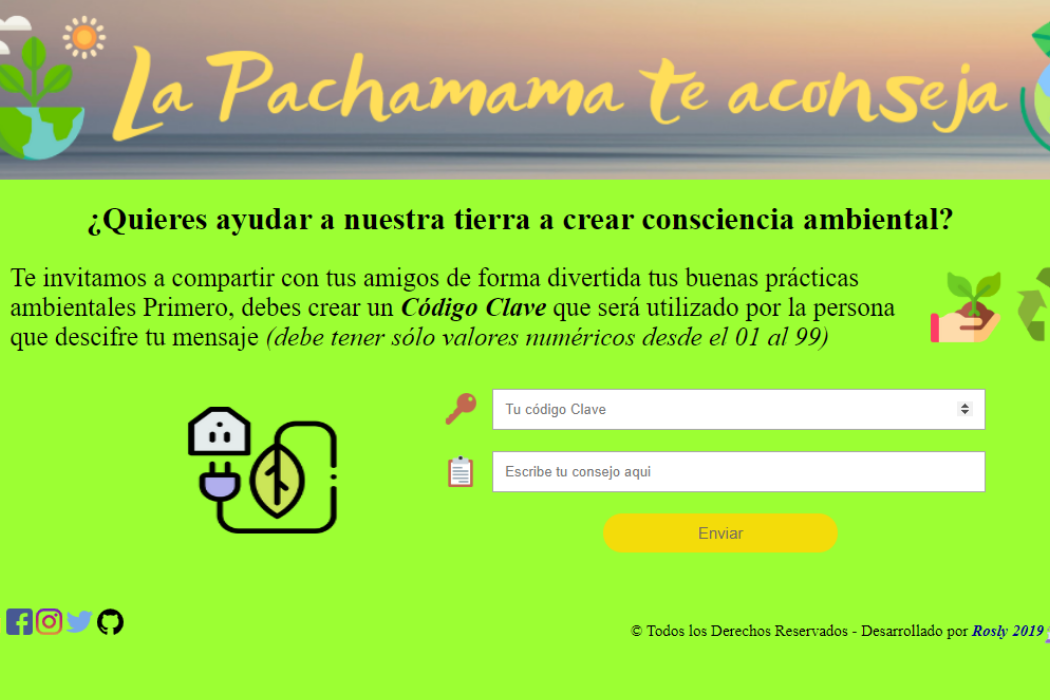 La Pachamama te aconseja
¿Quieres ayudar a nuestra tierra a crear consciencia ambiental?
Te invitamos a compartir con tus amigos de forma divertida tus buenas prácticas
ambientales Primero, debes crear un Código Clave que será utilizado por la persona
que descifre tu mensaje (debe tener sólo valores numéricos desde el 01 al 99)
Tu código Clave
Escribe tu consejo aqui
Enviar
© Todos los Derechos Reservados - Desarrollado por Rosly 2019